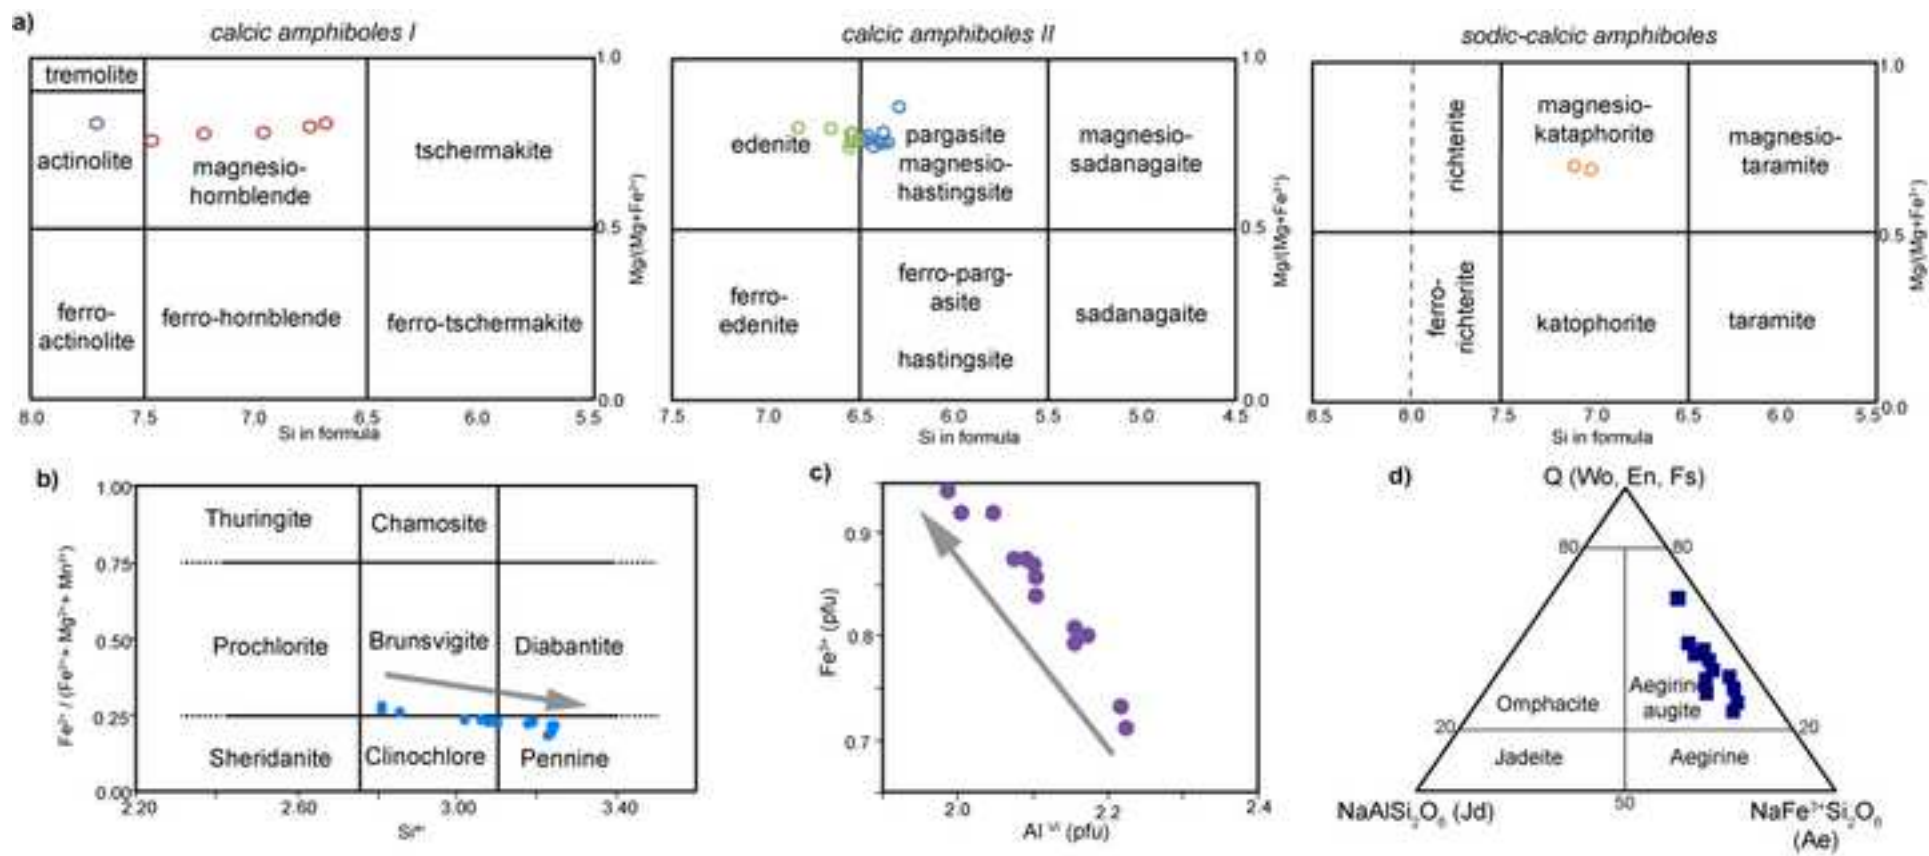 a)
calcic amphiboles I
calcic amphiboles II
sodic-calcic amphiboles
tremolite
actinolite
magnesio-
hornblende
tschermakite
ferro-
actinolite
ferro-hornblende
ferro-tschermakite
1.0
0.5
0.0
Mg/(Mg+Fe²⁺)
8.0 7.5 7.0 6.5 6.0 5.5
Si in formula
edenite
pargasite
magnesio-
hastingsite
magnesio-
sadanagaite
ferro-
edenite
ferro-parg-
asite
hastingsite
sadanagaite
1.0
0.5
0.0
Mg/(Mg+Fe²⁺)
7.5 7.0 6.5 6.0 5.5 5.0 4.5
Si in formula
richterite
magnesio-
kataphorite
magnesio-
taramite
ferro-
richterite
katophorite
taramite
1.0
0.5
0.0
Mg/(Mg+Fe²⁺)
8.5 8.0 7.5 7.0 6.5 6.0 5.5
Si in formula
b)
1.00
0.75
0.50
0.25
0.00
Fe²⁺ / (Fe²⁺+ Mg²⁺+ Mn²⁺)
Thuringite
Chamosite
Prochlorite
Brunsvigite
Diabantite
Sheridanite
Clinochlore
Pennine
2.20 2.60 3.00 3.40
Si⁴⁺
c)
0.9
0.8
0.7
Fe³⁺ (pfu)
2.0 2.2 2.4
Al ᵛᴵ (pfu)
d)
Q (Wo, En, Fs)
80 80
Omphacite
Aegirine
augite
20 20
Jadeite
Aegirine
50
NaAlSi₂O₆ (Jd)
NaFe³⁺Si₂O₆
(Ae)